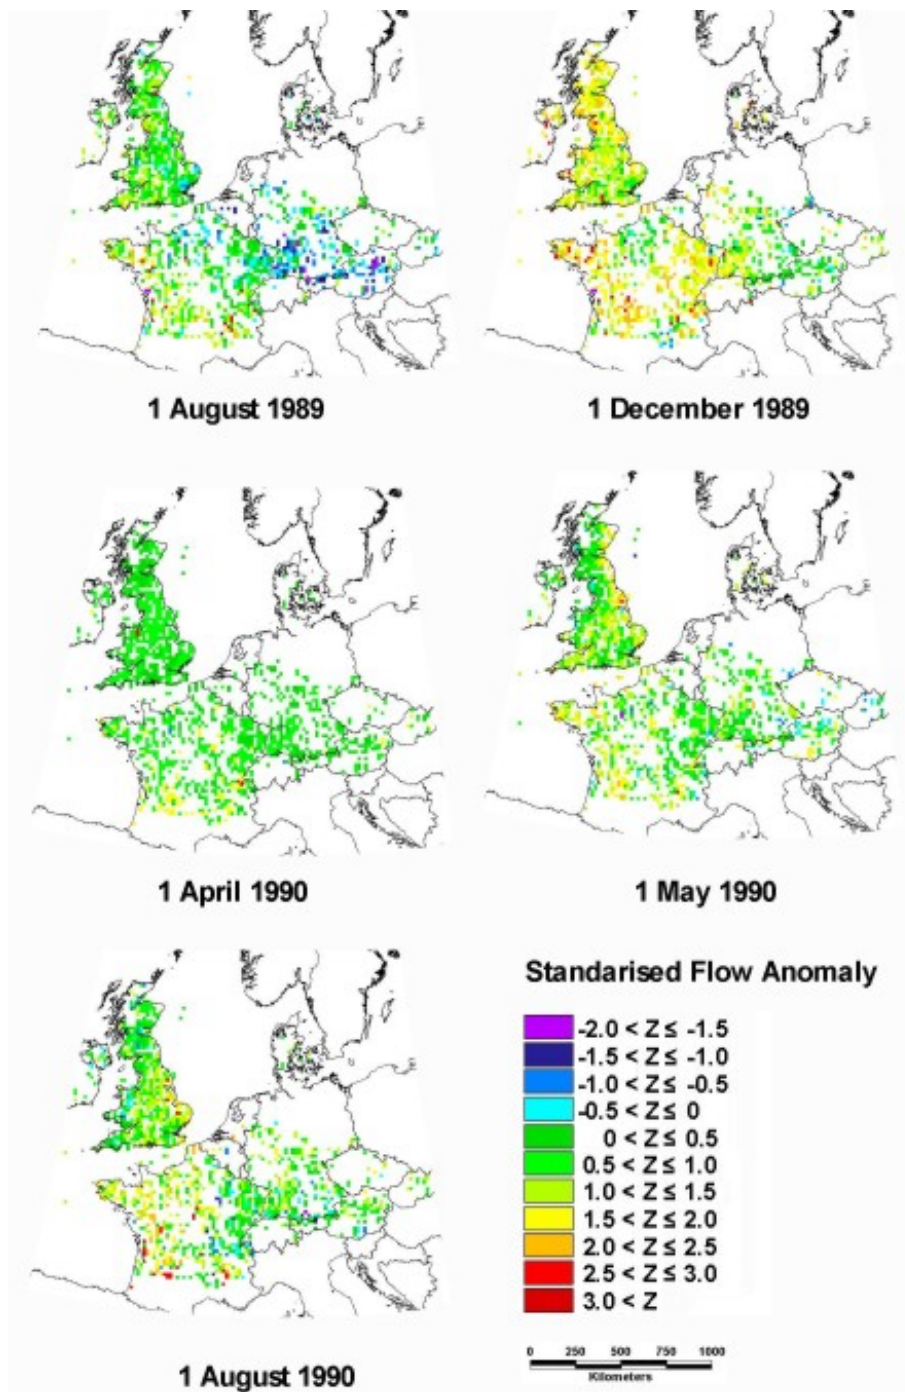 1 August 1989
1 December 1989
1 April 1990
1 May 1990
1 August 1990
Standarised Flow Anomaly
-2.0 < Z ≤ -1.5
-1.5 < Z ≤ -1.0
-1.0 < Z ≤ -0.5
-0.5 < Z ≤ 0
0 < Z ≤ 0.5
0.5 < Z ≤ 1.0
1.0 < Z ≤ 1.5
1.5 < Z ≤ 2.0
2.0 < Z ≤ 2.5
2.5 < Z ≤ 3.0
3.0 < Z
0 250 500 750 1000
Kilometers